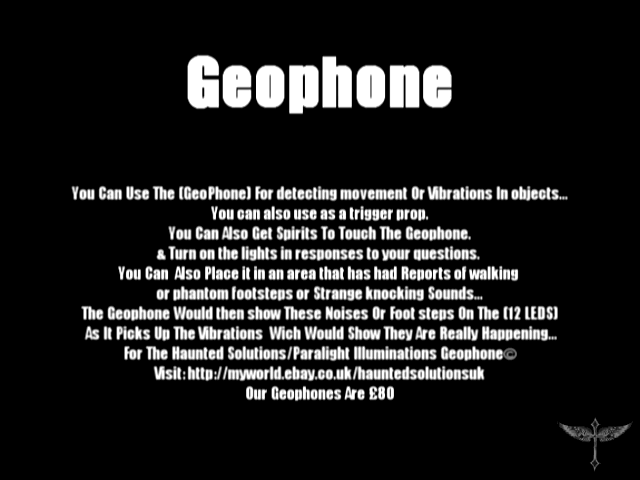 Geophone
You Can Use The (GeoPhone) For detecting movement Or Vibrations In objects...
You can also use as a trigger prop.
You Can Also Get Spirits To Touch The Geophone.
& Turn on the lights in responses to your questions.
You Can Also Place it in an area that has had Reports of walking
or phantom footsteps or Strange knocking Sounds...
The Geophone Would then show These Noises Or Foot steps On The (12 LEDS)
As It Picks Up The Vibrations Wich Would Show They Are Really Happening...
For The Haunted Solutions/Paralight Illuminations Geophone©
Visit: http://myworld.ebay.co.uk/hauntedsolutionsuk
Our Geophones Are £80